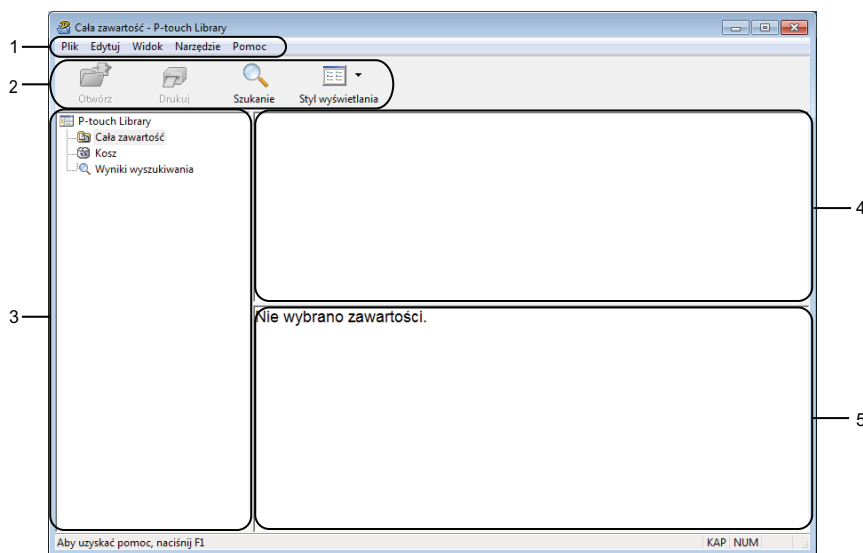 Cała zawartość - P-touch Library
1
Plik Edytuj Widok Narzędzie Pomoc
2
Otwórz Drukuj Szukanie Styl wyświetlania
P-touch Library
Cała zawartość
Kosz
Wyniki wyszukiwania
4
3
Nie wybrano zawartości.
5
Aby uzyskać pomoc, naciśnij F1 KAP NUM